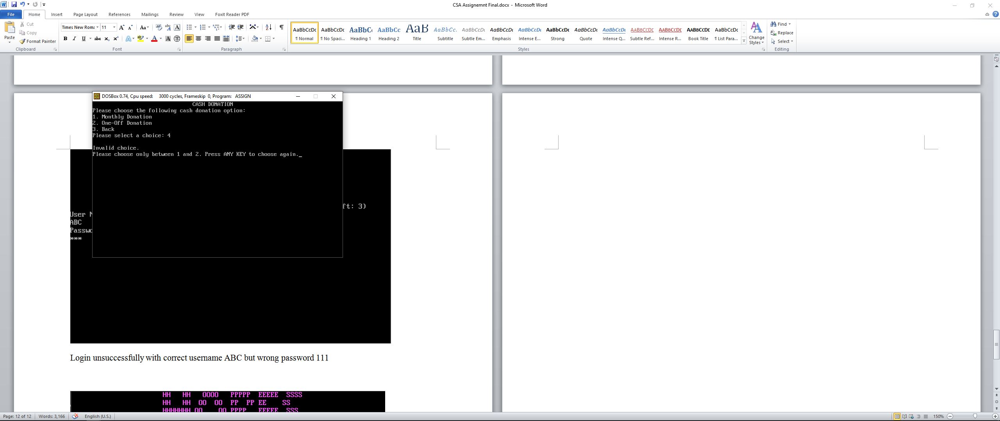 CSA Assignemnt Final.docx - Microsoft Word
File Home Insert Page Layout References Mailings Review View Foxit Reader PDF
Paste
Cut
Copy
Format Painter
Clipboard
Times New Roma 11
Font
Paragraph
AaBbCcDc AaBbCcDc AaBbC AaBbCc AaB AaBbCc. AaBbCcDc AaBbCcDc AaBbCcDc AaBbCcDc AaBbCcDc AaBbCcDc AaBbCcDc AaBbCcDc AaBbCcDc AaBbCcDc
¶ Normal ¶ No Spaci... Heading 1 Heading 2 Title Subtitle Subtle Em... Emphasis Intense E... Strong Quote Intense Q... Subtle Ref... Intense R... Book Title ¶ List Para...
Styles
Change Styles
Find
Replace
Select
Editing
DOSBox 0.74, Cpu speed: 3000 cycles, Frameskip 0, Program: ASSIGN
CASH DONATION
Please choose the following cash donation option:
1. Monthly Donation
2. One-Off Donation
3. Back
Please select a choice: 4
Invalid choice.
Please choose only between 1 and 2. Press ANY KEY to choose again._
ft: 3)
User N
ABC
Passwo
***
Login unsuccessfully with correct username ABC but wrong password 111
HH HH OOOO PPPPP EEEEE SSSS
HH HH OO OO PP PP EE SS
HHHHHHH OO OO PPPP EEEEE SSS
Page: 12 of 12 Words: 3,166 English (U.S.) 150%